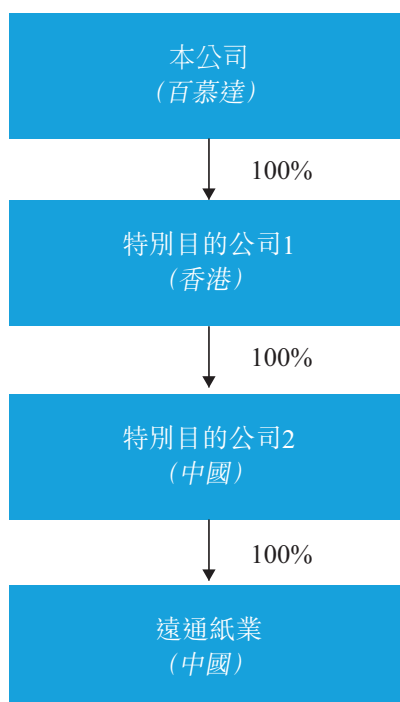 本公司
（百慕達）
100%
特別目的公司1
（香港）
100%
特別目的公司2
（中國）
100%
遠通紙業
（中國）